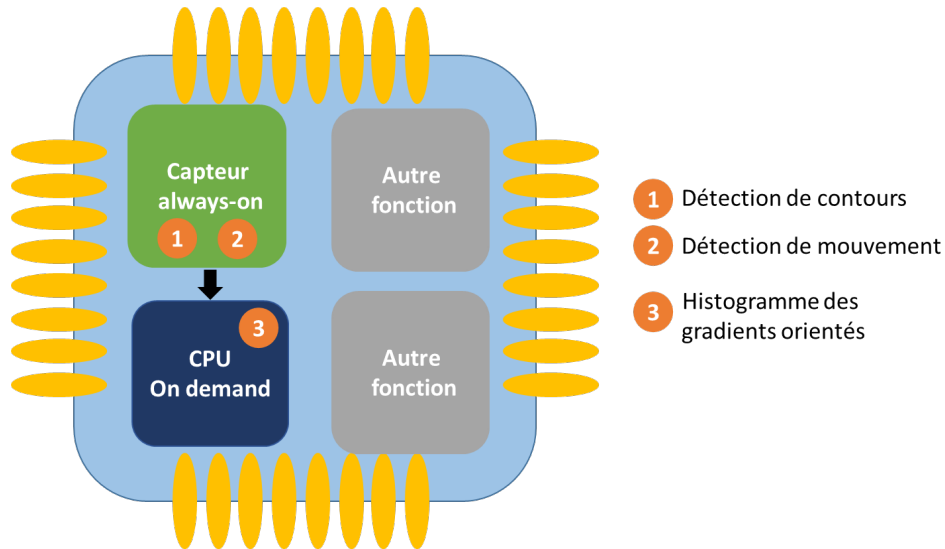 Capteur
always-on
1
2
Autre
fonction
3
CPU
On demand
Autre
fonction
1 Détection de contours
2 Détection de mouvement
3 Histogramme des
gradients orientés